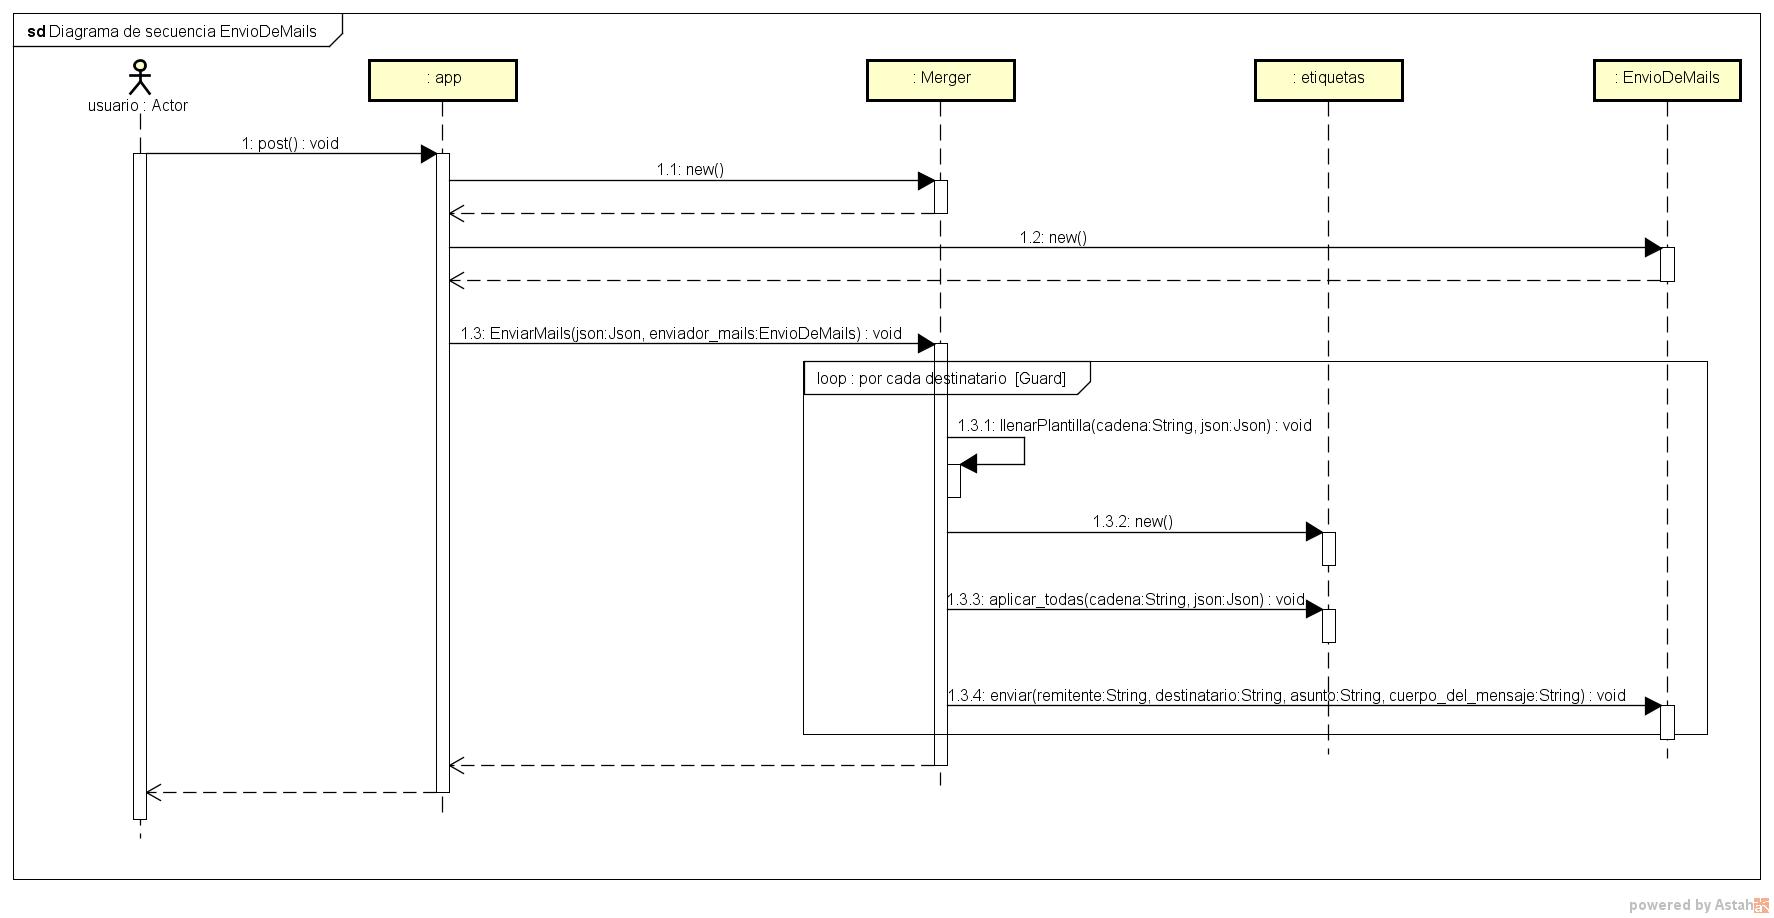 sd Diagrama de secuencia EnvioDeMails
usuario : Actor
: app
: Merger
: etiquetas
: EnvioDeMails
1: post() : void
1.1: new()
1.2: new()
1.3: EnviarMails(json:Json, enviador_mails:EnvioDeMails) : void
loop : por cada destinatario [Guard]
1.3.1: llenarPlantilla(cadena:String, json:Json) : void
1.3.2: new()
1.3.3: aplicar_todas(cadena:String, json:Json) : void
1.3.4: enviar(remitente:String, destinatario:String, asunto:String, cuerpo_del_mensaje:String) : void
powered by Astah